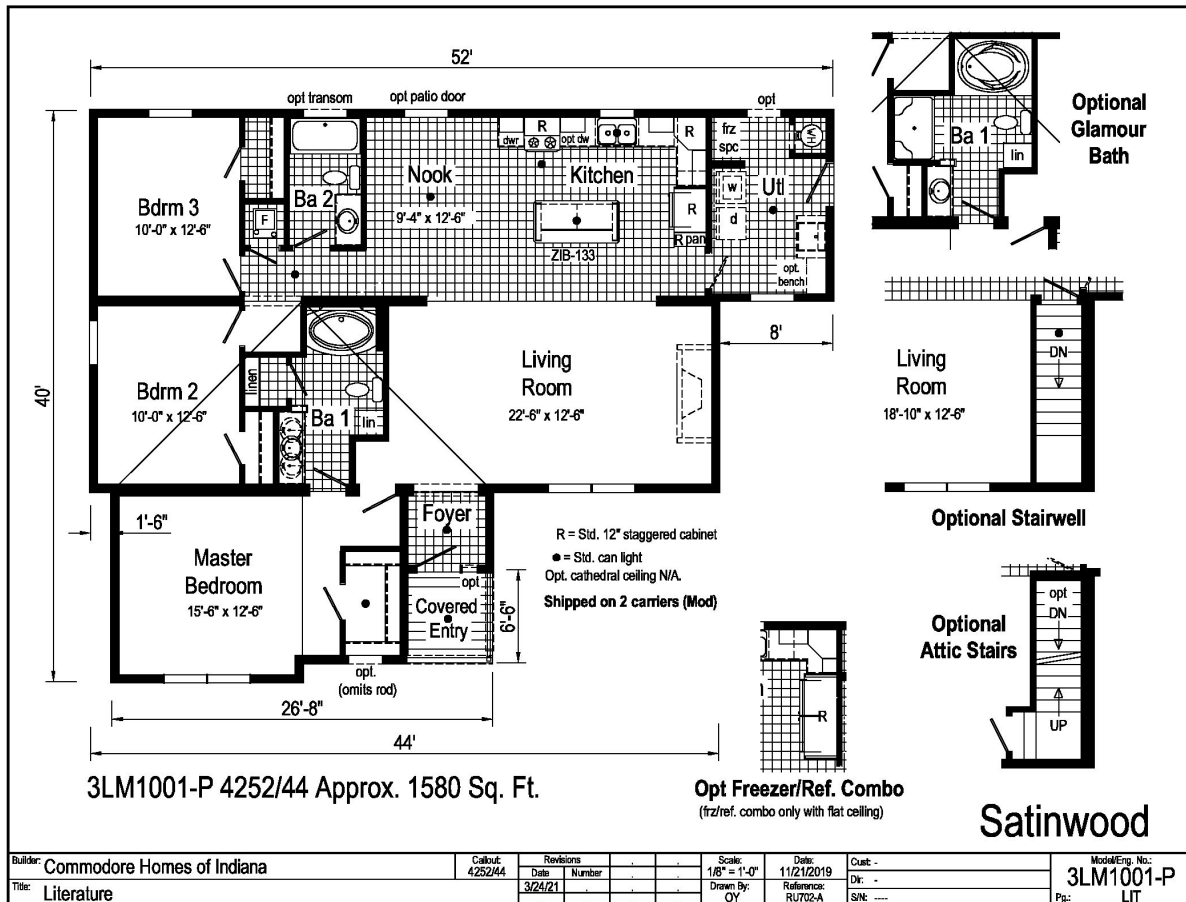 52'
opt transom
opt patio door
opt
Optional
Glamour
Bath
40'
Bdrm 3
10'-0" x 12'-6"
F
Ba 2
Nook
9'-4" x 12'-6"
dwr
R
opt dw
Kitchen
R
R
R pan
ZIB-133
frz
spc
WH
w
d
Utl
opt.
bench
Ba 1
lin
8'
Bdrm 2
10'-0" x 12'-6"
linen
Ba 1
lin
Living
Room
22'-6" x 12'-6"
Living
Room
18'-10" x 12'-6"
DN
Optional Stairwell
1'-6"
Master
Bedroom
15'-6" x 12'-6"
Foyer
opt
Covered
Entry
6'-6"
opt.
(omits rod)
R = Std. 12" staggered cabinet
● = Std. can light
Opt. cathedral ceiling N/A.
Shipped on 2 carriers (Mod)
Optional
Attic Stairs
opt
DN
UP
26'-8"
44'
R
Opt Freezer/Ref. Combo
(frz/ref. combo only with flat ceiling)
3LM1001-P 4252/44 Approx. 1580 Sq. Ft.
Satinwood
Builder: Commodore Homes of Indiana
Title: Literature
Callout:
4252/44
Revisions
Date Number
3/24/21
Scale:
1/8" = 1'-0"
Drawn By:
OY
Date:
11/21/2019
Reference:
RU702-A
Cust: -
Dir: -
S/N: ----
Model/Eng. No.:
3LM1001-P
Pg.: LIT